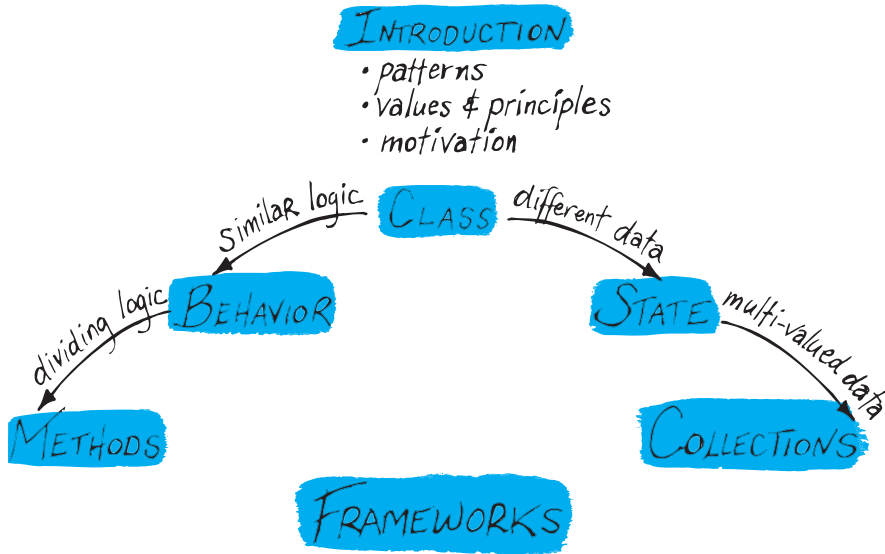 INTRODUCTION
• patterns
• values & principles
• motivation
similar logic
CLASS
different data
BEHAVIOR
STATE
dividing logic
multi-valued data
METHODS
COLLECTIONS
FRAMEWORKS